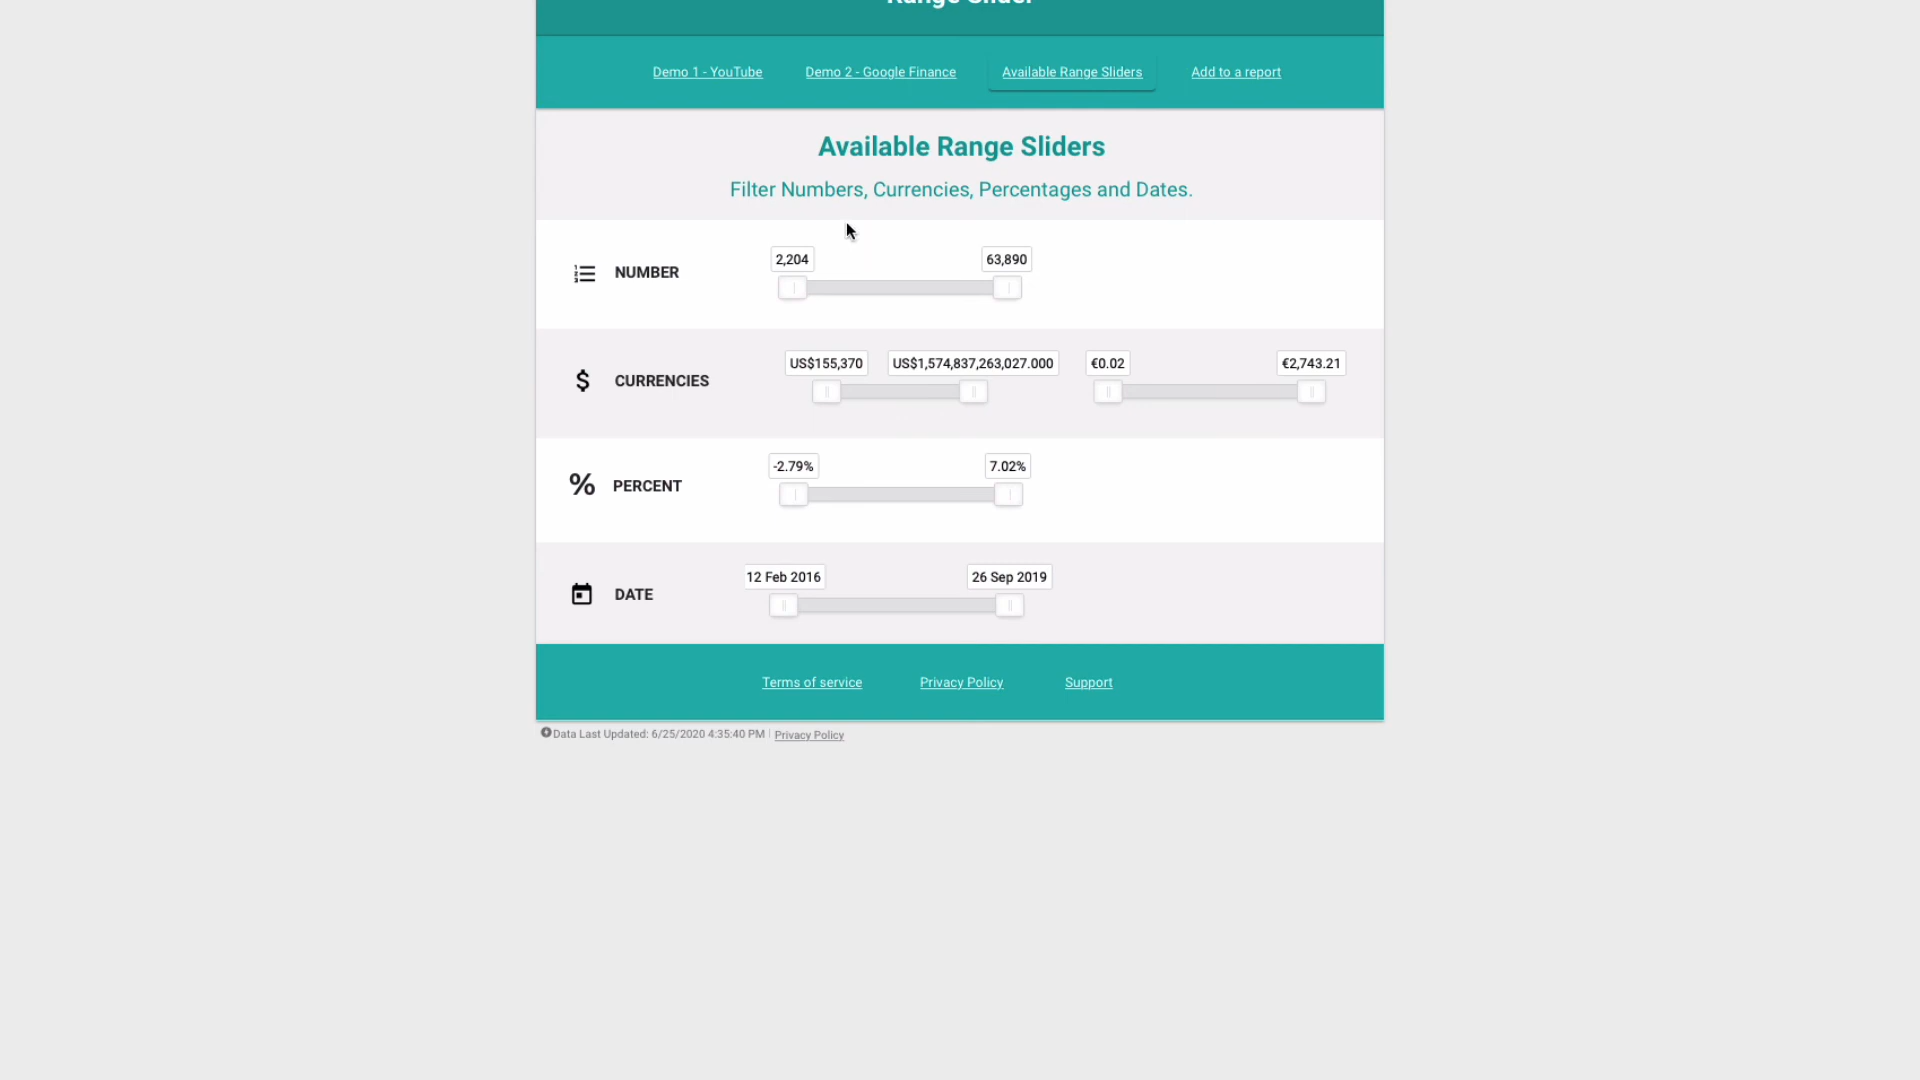 Range Slider
Demo 1 - YouTube Demo 2 - Google Finance Available Range Sliders Add to a report
Available Range Sliders
Filter Numbers, Currencies, Percentages and Dates.
NUMBER 2,204 63,890
$ CURRENCIES US$155,370 US$1,574,837,263,027.000 €0.02 €2,743.21
% PERCENT -2.79% 7.02%
DATE 12 Feb 2016 26 Sep 2019
Terms of service Privacy Policy Support
Data Last Updated: 6/25/2020 4:35:40 PM | Privacy Policy